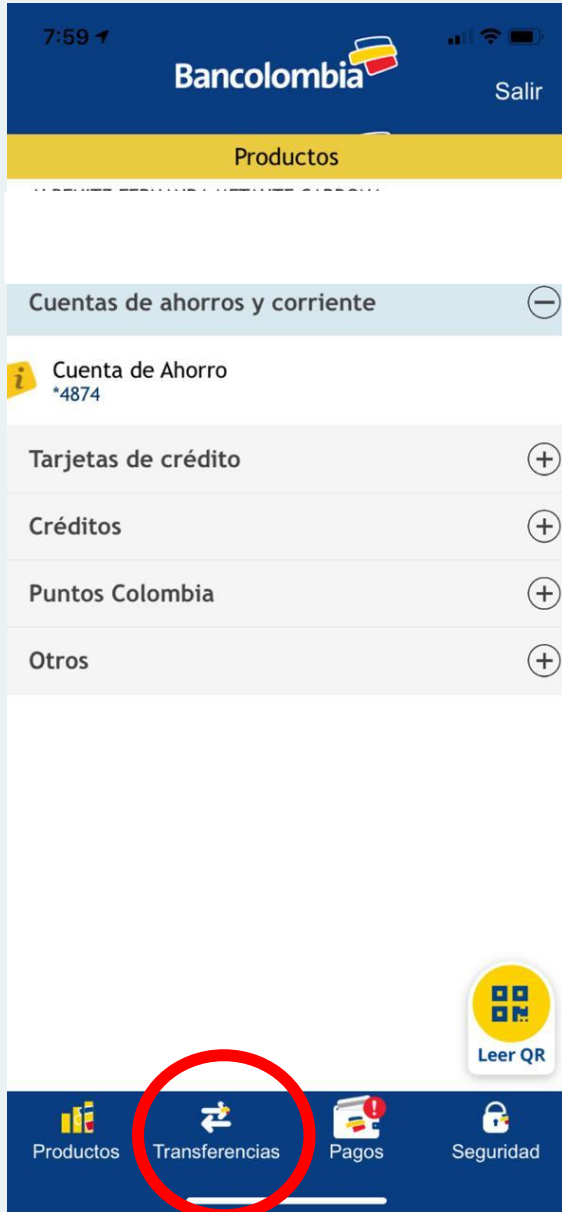 7:59
Bancolombia
Salir
Productos
Cuentas de ahorros y corriente
i Cuenta de Ahorro
*4874
Tarjetas de crédito
Créditos
Puntos Colombia
Otros
Leer QR
Productos Transferencias Pagos Seguridad